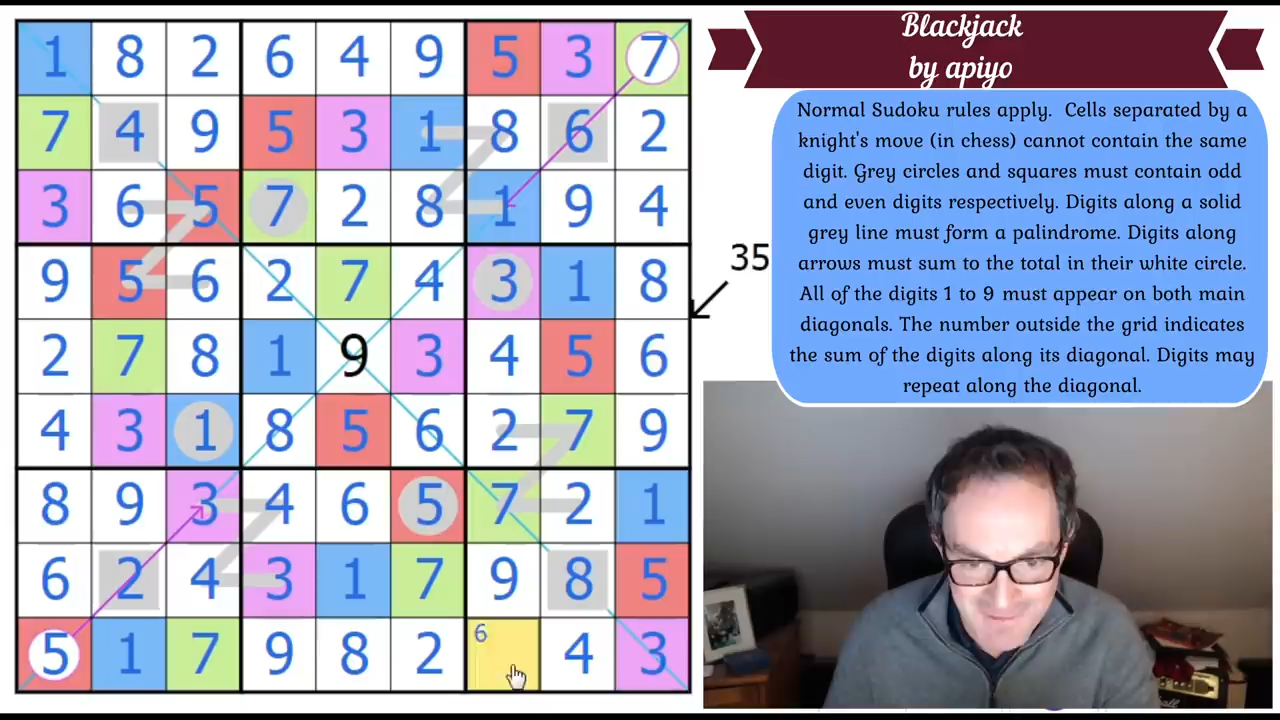 Blackjack
by apiyo
Normal Sudoku rules apply. Cells separated by a
knight's move (in chess) cannot contain the same
digit. Grey circles and squares must contain odd
and even digits respectively. Digits along a solid
grey line must form a palindrome. Digits along
arrows must sum to the total in their white circle.
All of the digits 1 to 9 must appear on both main
diagonals. The number outside the grid indicates
the sum of the digits along its diagonal. Digits may
repeat along the diagonal.
35
1 8 2 6 4 9 5 3 7
7 4 9 5 3 1 8 6 2
3 6 5 7 2 8 1 9 4
9 5 6 2 7 4 3 1 8
2 7 8 1 9 3 4 5 6
4 3 1 8 5 6 2 7 9
8 9 3 4 6 5 7 2 1
6 2 4 3 1 7 9 8 5
5 1 7 9 8 2 6 4 3